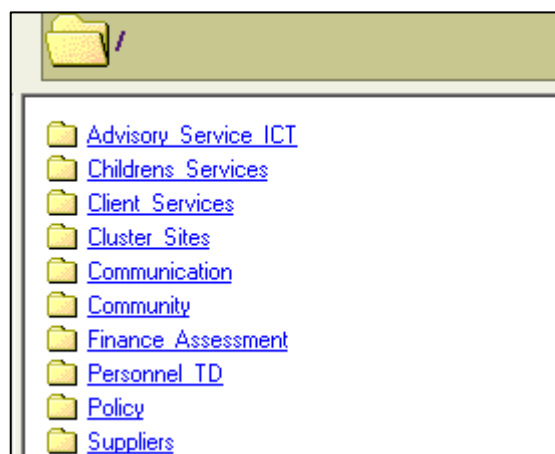 /
Advisory Service ICT
Childrens Services
Client Services
Cluster Sites
Communication
Community
Finance Assessment
Personnel TD
Policy
Suppliers